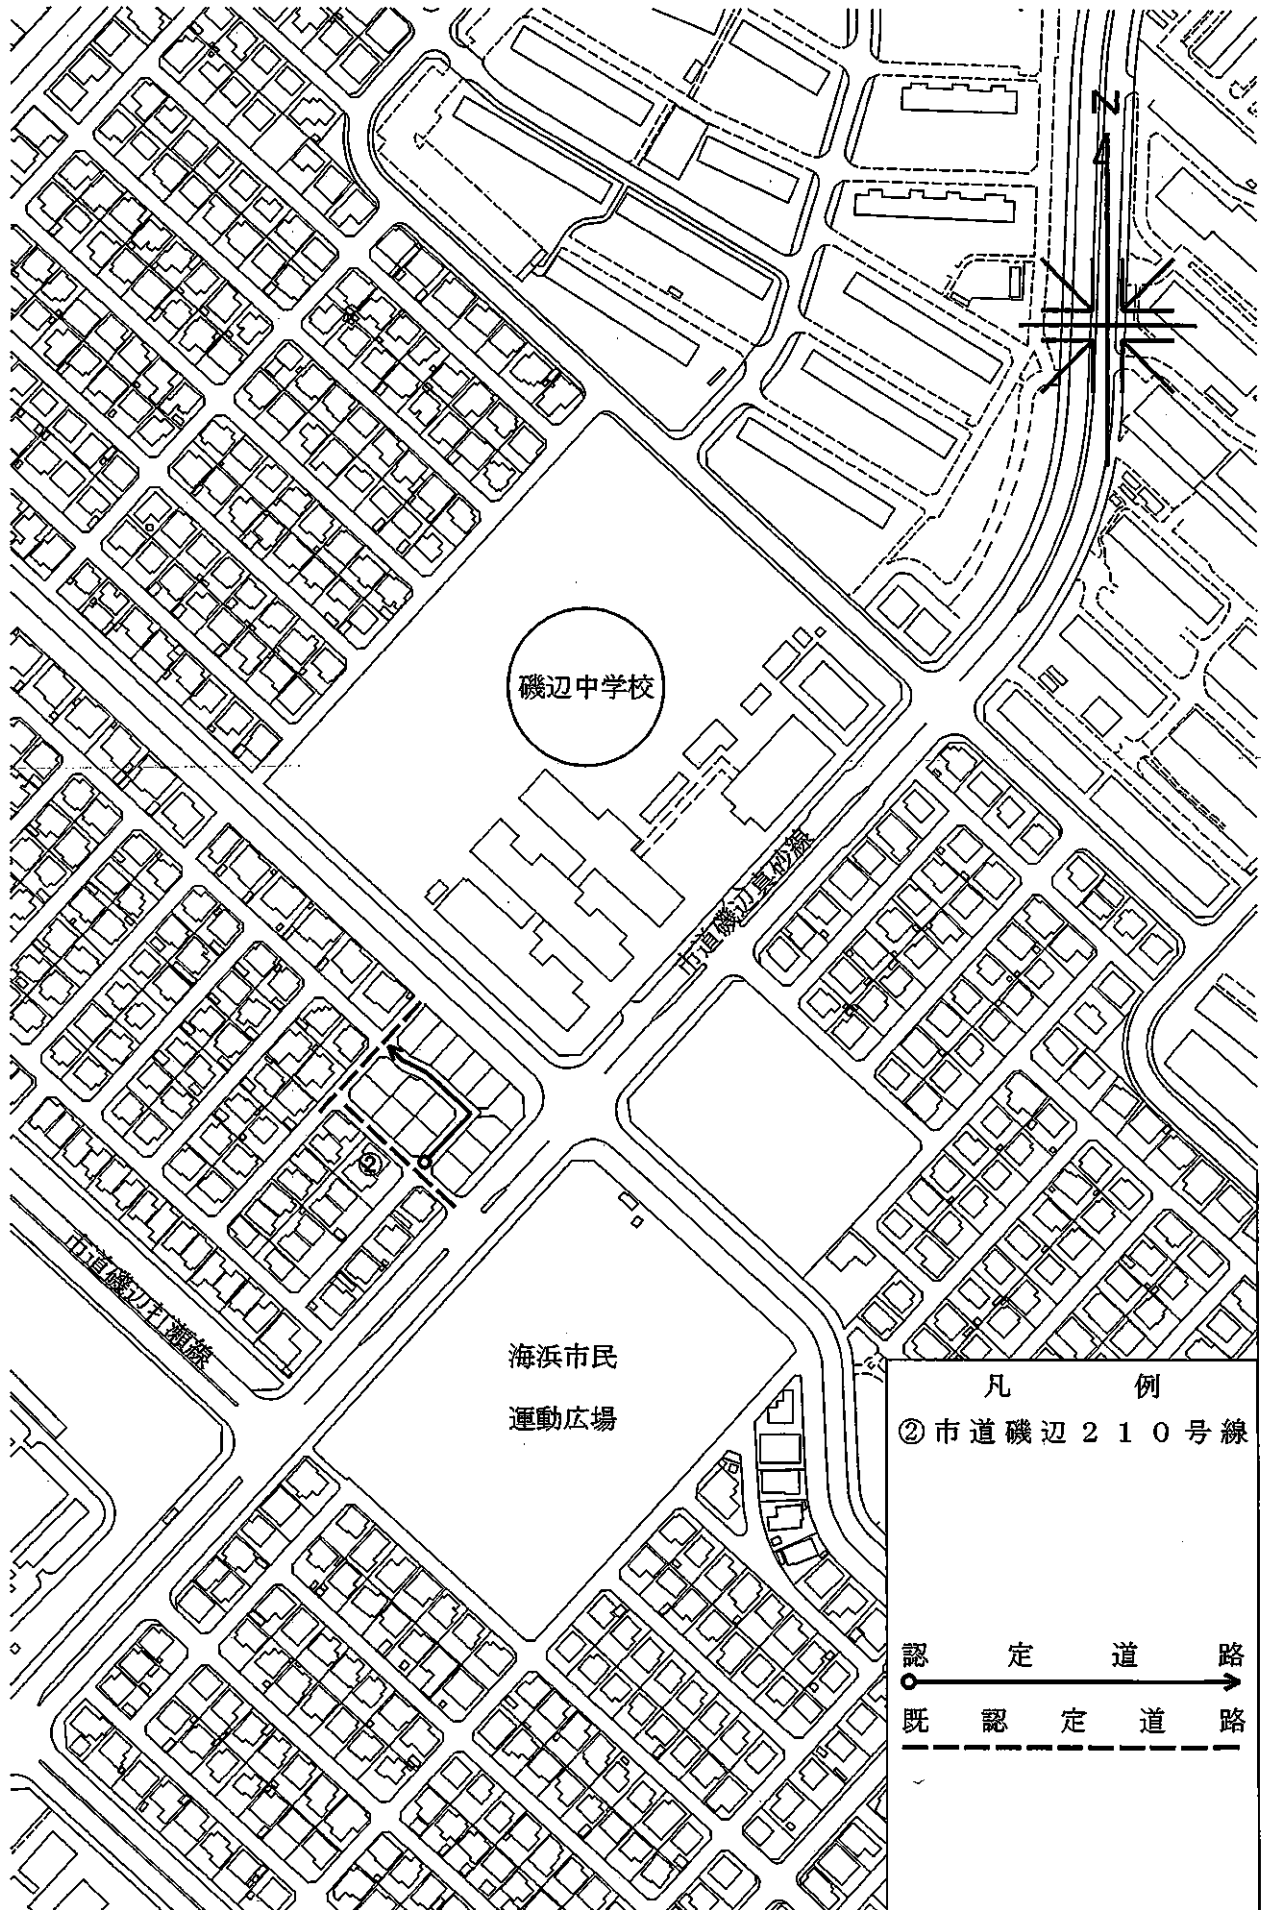 N
磯辺中学校
市道磯辺真砂線
②
市道磯辺打瀬線
海浜市民
運動広場
凡例
②市道磯辺210号線
認定道路
既認定道路